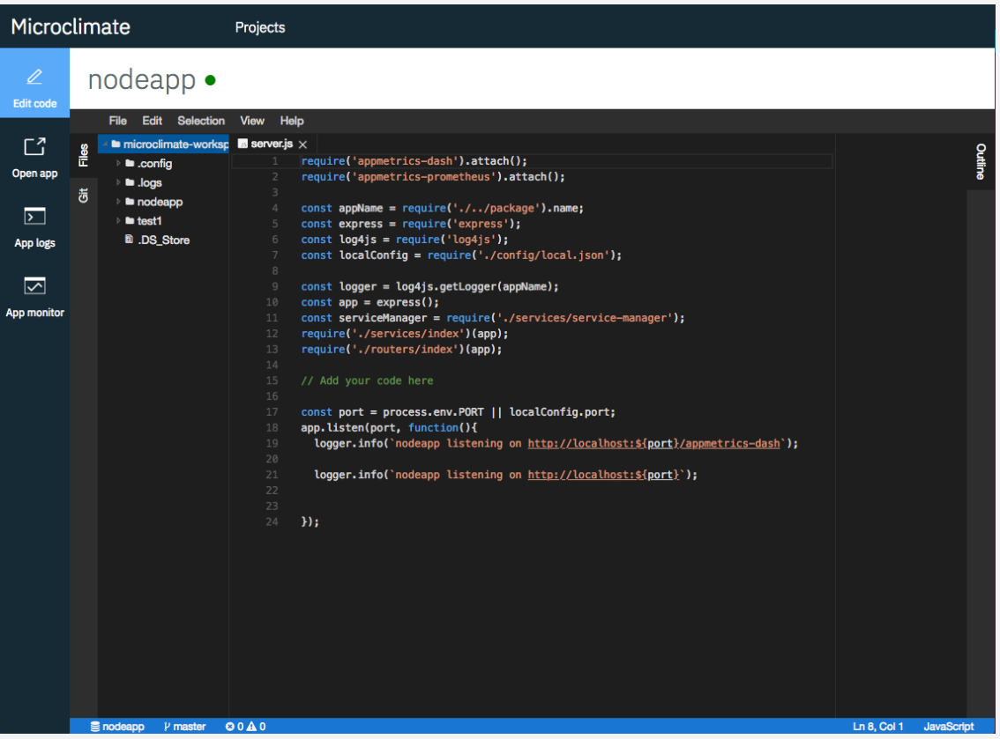 Microclimate Projects
Edit code
Open app
App logs
App monitor
nodeapp
File Edit Selection View Help
Files
Git
microclimate-worksp
.config
.logs
nodeapp
test1
.DS_Store
server.js
1 require('appmetrics-dash').attach();
2 require('appmetrics-prometheus').attach();
3
4 const appName = require('./../package').name;
5 const express = require('express');
6 const log4js = require('log4js');
7 const localConfig = require('./config/local.json');
8
9 const logger = log4js.getLogger(appName);
10 const app = express();
11 const serviceManager = require('./services/service-manager');
12 require('./services/index')(app);
13 require('./routers/index')(app);
14
15 // Add your code here
16
17 const port = process.env.PORT || localConfig.port;
18 app.listen(port, function(){
19 logger.info(`nodeapp listening on http://localhost:${port}/appmetrics-dash`);
20
21 logger.info(`nodeapp listening on http://localhost:${port}`);
22
23
24 });
Outline
nodeapp master 0 0 Ln 8, Col 1 JavaScript